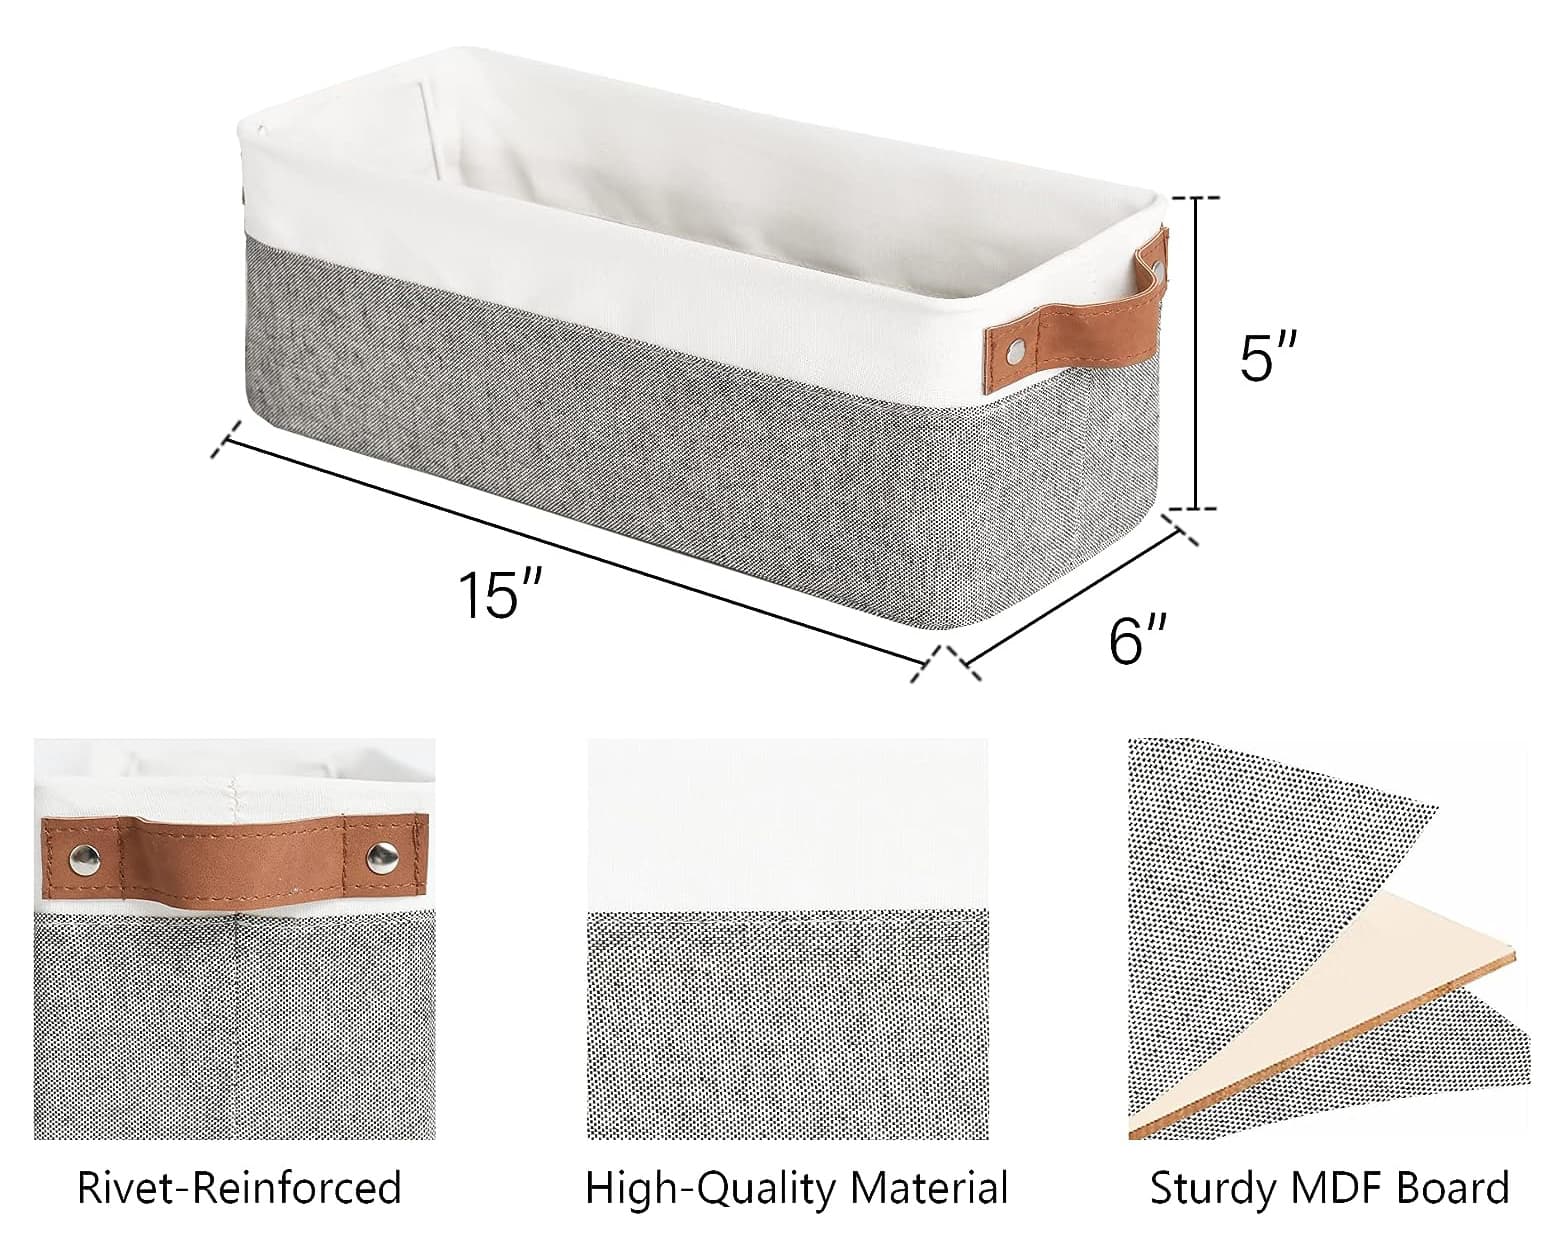 5″
15″
6″
Rivet-Reinforced
High-Quality Material
Sturdy MDF Board